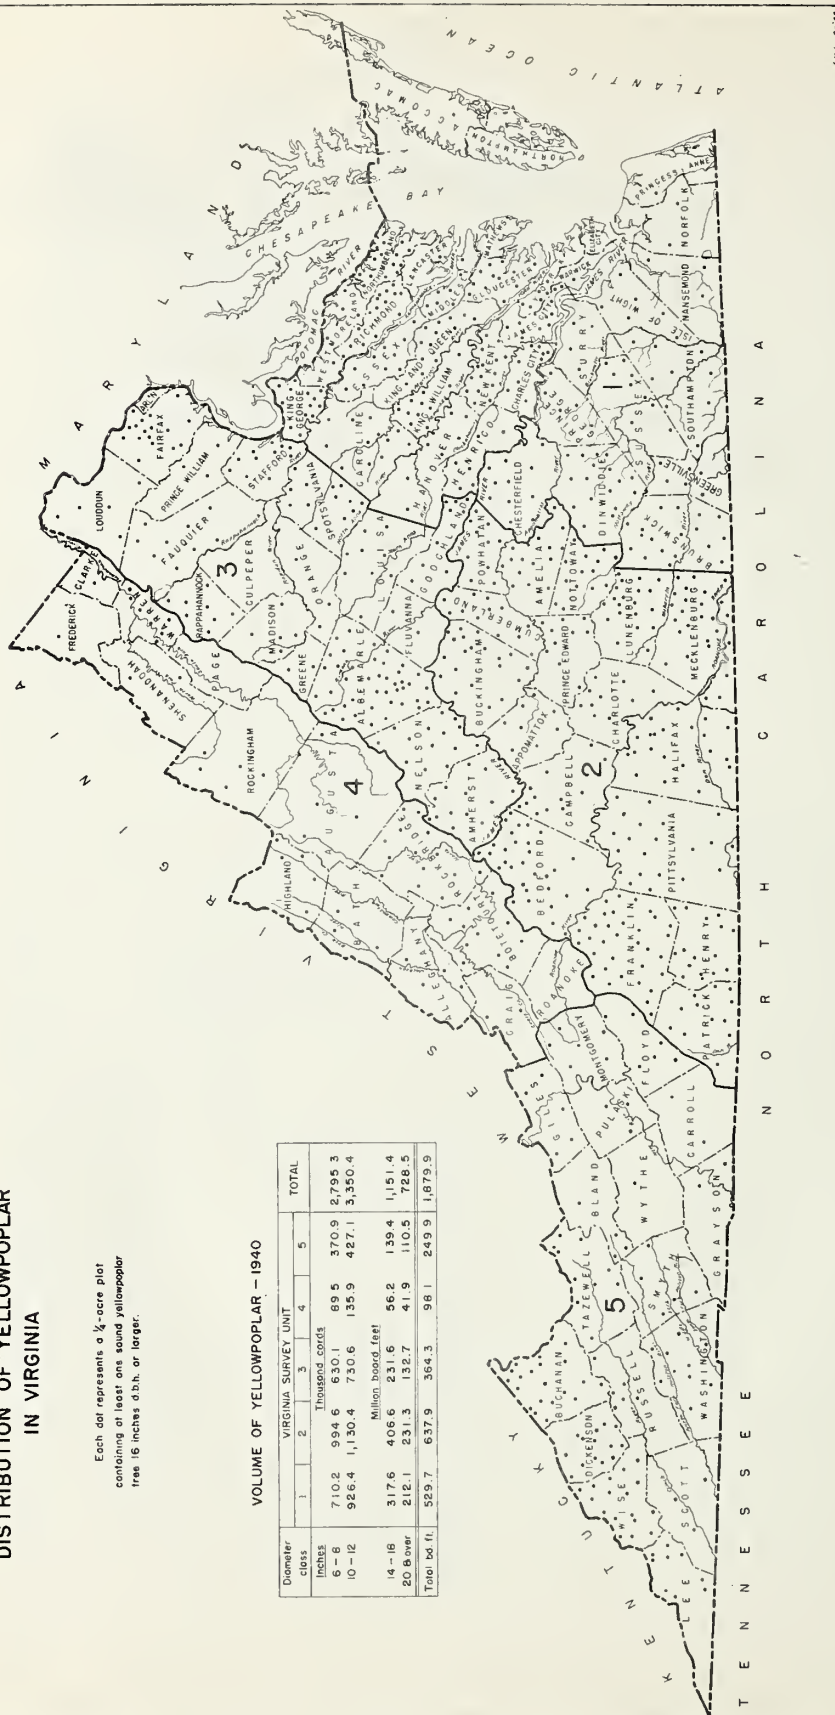 DISTRIBUTION OF YELLOWPOPLAR
IN VIRGINIA
Each dot represents a ¼-acre plot
containing at least one sound yellowpoplar
tree 16 inches d.b.h. or larger.
VOLUME OF YELLOWPOPLAR – 1940
Diameter class | VIRGINIA SURVEY UNIT | TOTAL
1 2 3 4 5
Inches | Thousand cords
6 – 8 710.2 994.6 630.1 89.5 370.9 2,795.3
10 – 12 926.4 1,130.4 730.6 135.9 427.1 3,350.4
Million board feet
14 – 18 317.6 406.6 231.6 56.2 139.4 1,151.4
20 & over 212.1 231.3 132.7 41.9 110.5 728.5
Total bd. ft. 529.7 637.9 364.3 98.1 249.9 1,879.9
WEST VIRGINIA
MARYLAND
KENTUCKY
TENNESSEE
NORTH CAROLINA
ATLANTIC OCEAN
CHESAPEAKE BAY
POTOMAC RIVER
JAMES RIVER
JAMES RIVER
1
2
3
4
5
LEE
SCOTT
WISE
DICKENSON
BUCHANAN
RUSSELL
WASHINGTON
TAZEWELL
SMYTH
GRAYSON
BLAND
WYTHE
CARROLL
GILES
PULASKI
MONTGOMERY
FLOYD
PATRICK
HENRY
FRANKLIN
ROANOKE
CRAIG
BOTETOURT
ALLEGHANY
BATH
HIGHLAND
ROCKBRIDGE
AUGUSTA
ROCKINGHAM
SHENANDOAH
PAGE
WARREN
FREDERICK
CLARKE
LOUDOUN
FAIRFAX
PRINCE WILLIAM
FAUQUIER
RAPPAHANNOCK
CULPEPER
MADISON
GREENE
ORANGE
STAFFORD
SPOTSYLVANIA
LOUISA
ALBEMARLE
FLUVANNA
GOOCHLAND
NELSON
AMHERST
BEDFORD
CAMPBELL
APPOMATTOX
BUCKINGHAM
CUMBERLAND
POWHATAN
CHESTERFIELD
AMELIA
NOTTOWAY
PRINCE EDWARD
CHARLOTTE
LUNENBURG
MECKLENBURG
HALIFAX
PITTSYLVANIA
BRUNSWICK
GREENSVILLE
DINWIDDIE
PRINCE GEORGE
SUSSEX
SURRY
SOUTHAMPTON
ISLE OF WIGHT
NANSEMOND
NORFOLK
PRINCESS ANNE
HENRICO
HANOVER
CAROLINE
KING GEORGE
WESTMORELAND
RICHMOND
NORTHUMBERLAND
LANCASTER
ESSEX
KING AND QUEEN
KING WILLIAM
NEW KENT
CHARLES CITY
JAMES CITY
GLOUCESTER
MATHEWS
WARWICK
ELIZABETH CITY
NORTHAMPTON
ACCOMAC